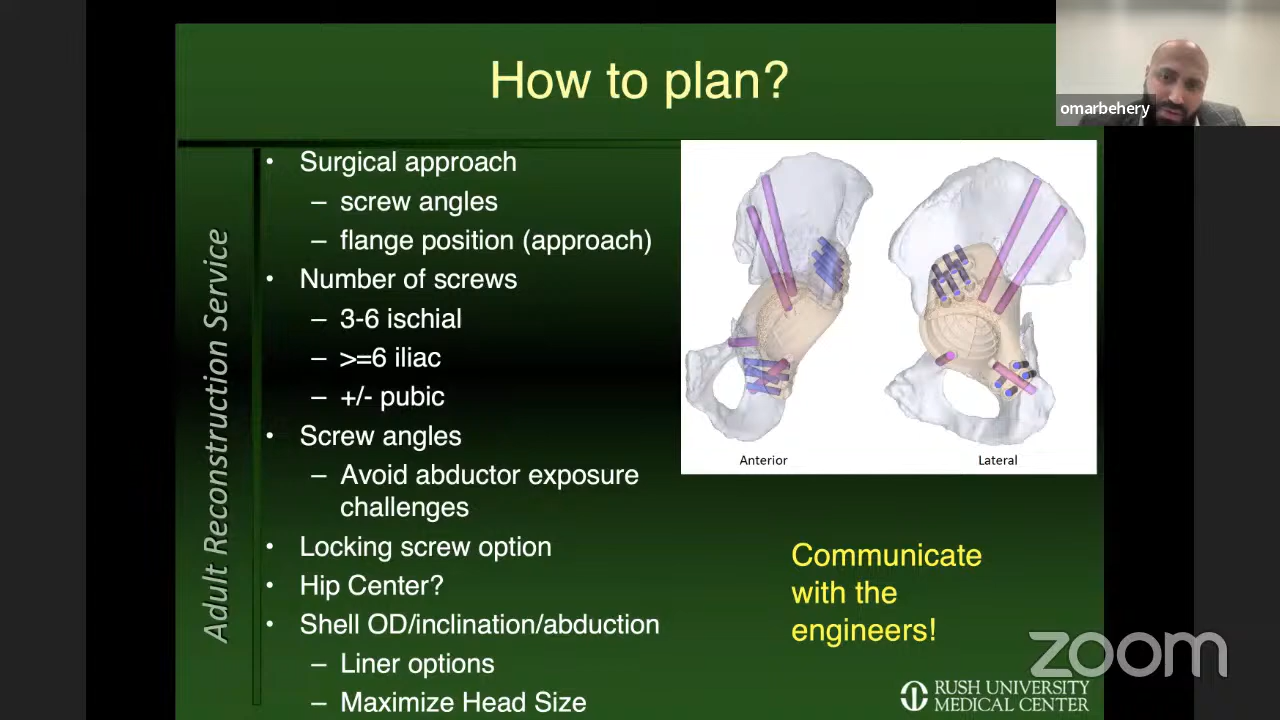 How to plan?
omarbehery
Adult Reconstruction Service
• Surgical approach
– screw angles
– flange position (approach)
• Number of screws
– 3-6 ischial
– >=6 iliac
– +/- pubic
• Screw angles
– Avoid abductor exposure
challenges
• Locking screw option
• Hip Center?
• Shell OD/inclination/abduction
– Liner options
– Maximize Head Size
Anterior
Lateral
Communicate
with the
engineers!
zoom
RUSH UNIVERSITY
MEDICAL CENTER